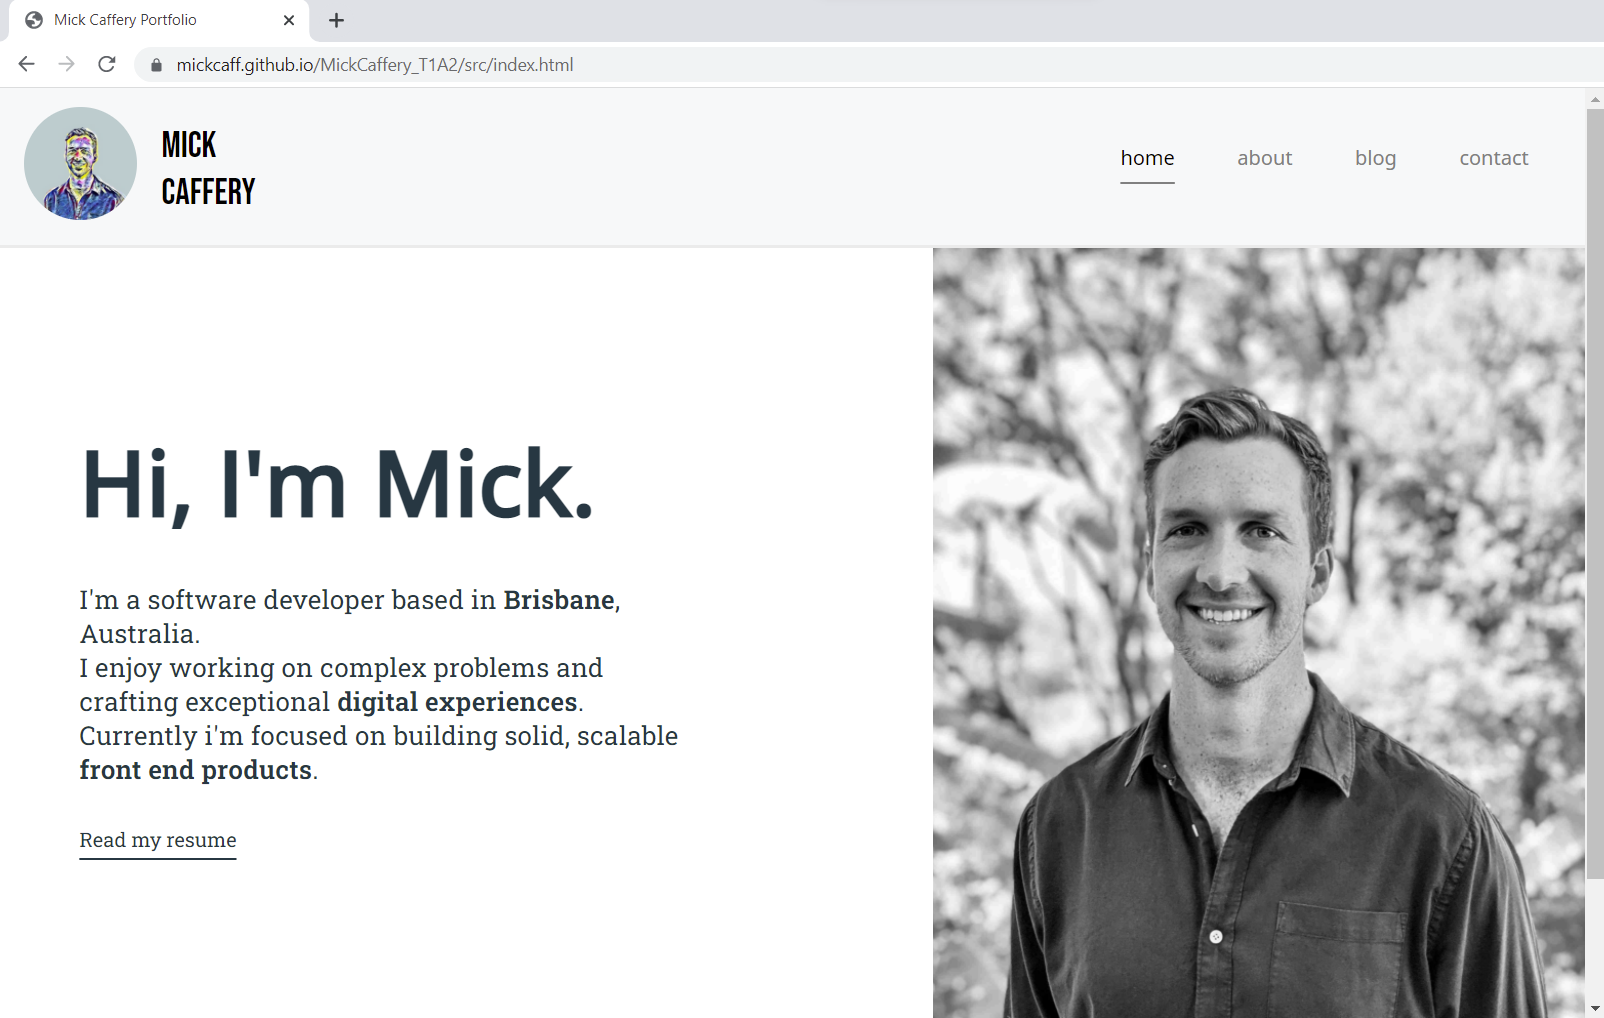 Mick Caffery Portfolio
mickcaff.github.io/MickCaffery_T1A2/src/index.html
MICK
CAFFERY
home about blog contact
Hi, I'm Mick.
I'm a software developer based in Brisbane,
Australia.
I enjoy working on complex problems and
crafting exceptional digital experiences.
Currently i'm focused on building solid, scalable
front end products.
Read my resume